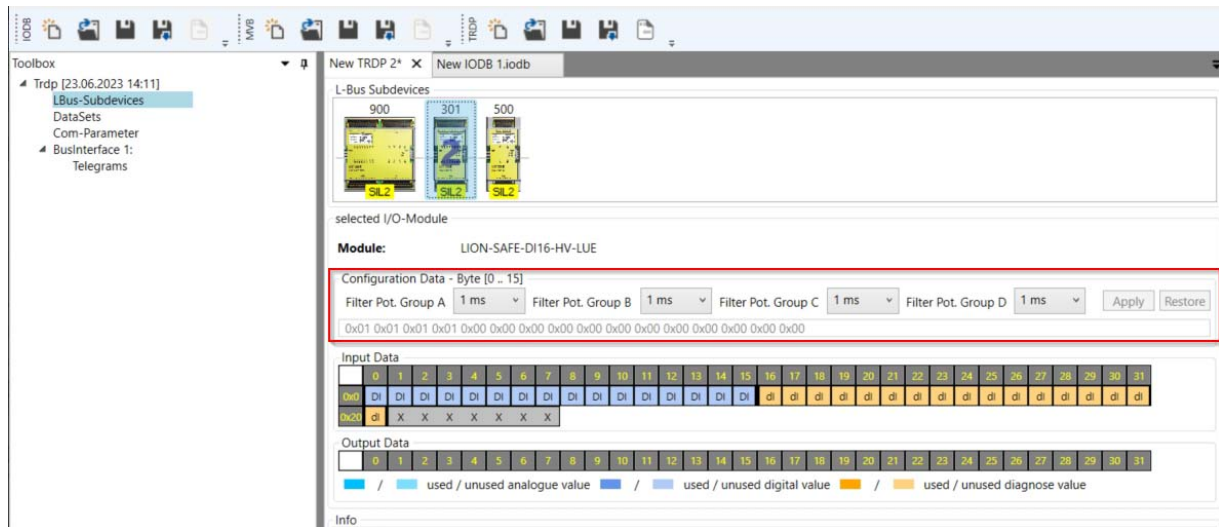 IODB
MVB
TRDP
Toolbox
Trdp [23.06.2023 14:11]
LBus-Subdevices
DataSets
Com-Parameter
BusInterface 1:
Telegrams
New TRDP 2* New IODB 1.iodb
L-Bus Subdevices
900 301 500
2
SIL2 SIL2 SIL2
selected I/O-Module
Module: LION-SAFE-DI16-HV-LUE
Configuration Data - Byte [0 .. 15]
Filter Pot. Group A 1 ms Filter Pot. Group B 1 ms Filter Pot. Group C 1 ms Filter Pot. Group D 1 ms Apply Restore
0x01 0x01 0x01 0x01 0x00 0x00 0x00 0x00 0x00 0x00 0x00 0x00 0x00 0x00 0x00 0x00
Input Data
0 1 2 3 4 5 6 7 8 9 10 11 12 13 14 15 16 17 18 19 20 21 22 23 24 25 26 27 28 29 30 31
0x0 DI DI DI DI DI DI DI DI DI DI DI DI DI DI DI DI dI dI dI dI dI dI dI dI dI dI dI dI dI dI dI dI
0x20 dI X X X X X X X
Output Data
0 1 2 3 4 5 6 7 8 9 10 11 12 13 14 15 16 17 18 19 20 21 22 23 24 25 26 27 28 29 30 31
/ used / unused analogue value / used / unused digital value / used / unused diagnose value
Info